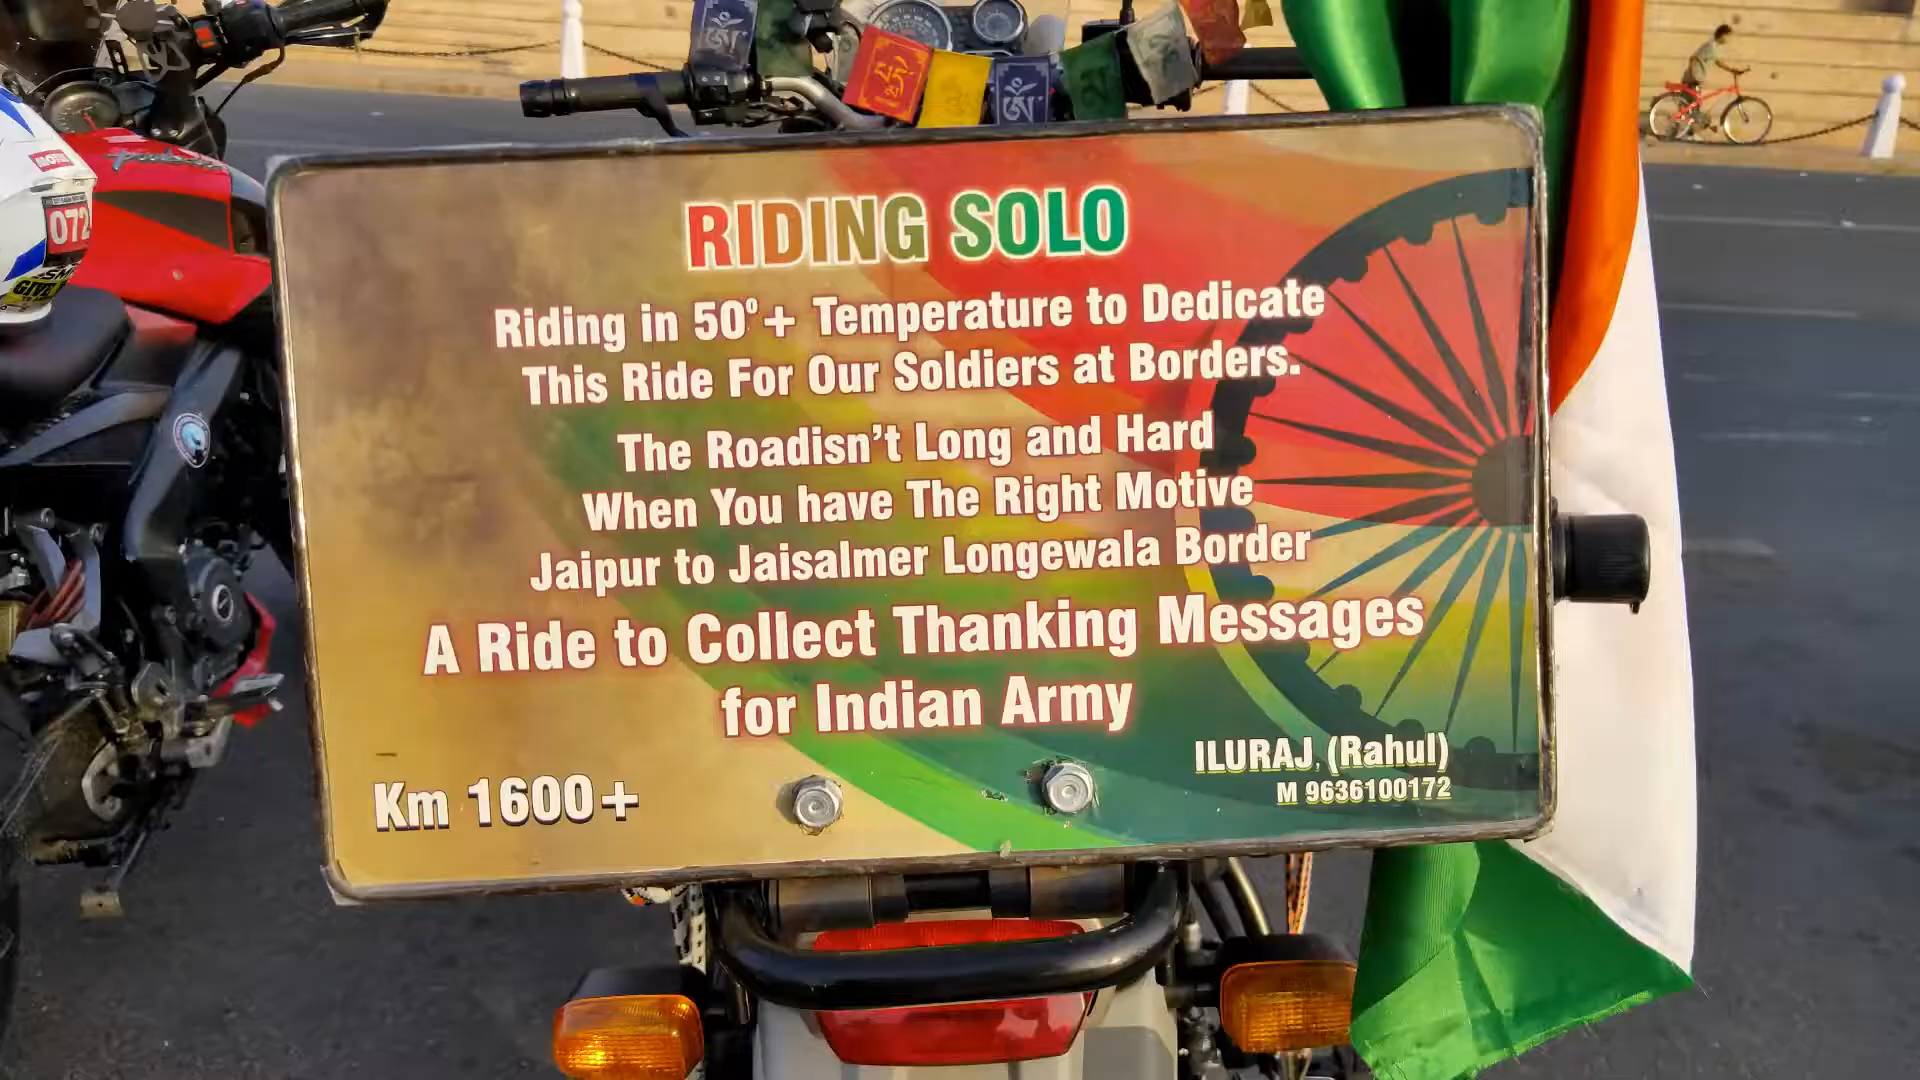 RIDING SOLO
Riding in 50°+ Temperature to Dedicate
This Ride For Our Soldiers at Borders.
The Roadisn't Long and Hard
When You have The Right Motive
Jaipur to Jaisalmer Longewala Border
A Ride to Collect Thanking Messages
for Indian Army
ILURAJ, (Rahul)
M 9636100172
Km 1600+
072